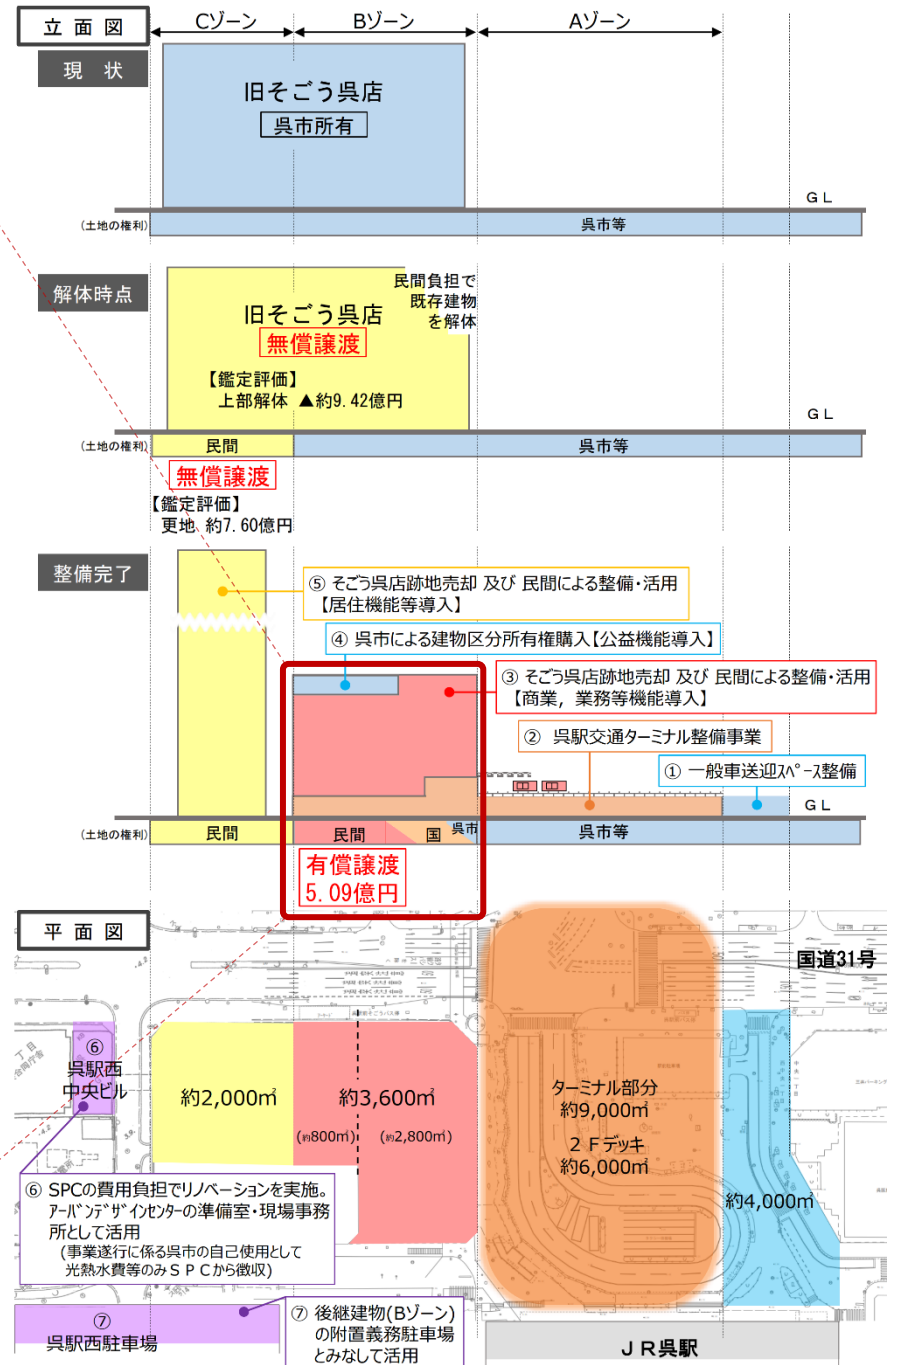 立面図
Cゾーン
Bゾーン
Aゾーン
現　状
旧そごう呉店
呉市所有
ＧＬ
(土地の権利)
呉市等
解体時点
民間負担で
既存建物
を解体
旧そごう呉店
無償譲渡
【鑑定評価】
上部解体 ▲約9.42億円
ＧＬ
(土地の権利)
民間
呉市等
無償譲渡
【鑑定評価】
更地 約7.60億円
整備完了
⑤ そごう呉店跡地売却 及び 民間による整備・活用
【居住機能等導入】
④ 呉市による建物区分所有権購入【公益機能導入】
③ そごう呉店跡地売却 及び 民間による整備・活用
【商業，業務等機能導入】
② 呉駅交通ターミナル整備事業
① 一般車送迎ｽﾍﾟｰｽ整備
ＧＬ
(土地の権利)
民間
民間
国
呉市
呉市等
有償譲渡
5.09億円
平面図
国道31号
⑥
呉駅西
中央ビル
約2,000㎡
約3,600㎡
(約800㎡)
(約2,800㎡)
ターミナル部分
約9,000㎡
２Ｆデッキ
約6,000㎡
約4,000㎡
⑥ SPCの費用負担でリノベーションを実施。
ｱｰﾊﾞﾝﾃﾞｻﾞｲﾝｾﾝﾀｰの準備室・現場事務
所として活用
(事業遂行に係る呉市の自己使用として
光熱水費等のみＳＰＣから徴収)
⑦
呉駅西駐車場
⑦ 後継建物(Bゾーン)
の附置義務駐車場
とみなして活用
ＪＲ呉駅